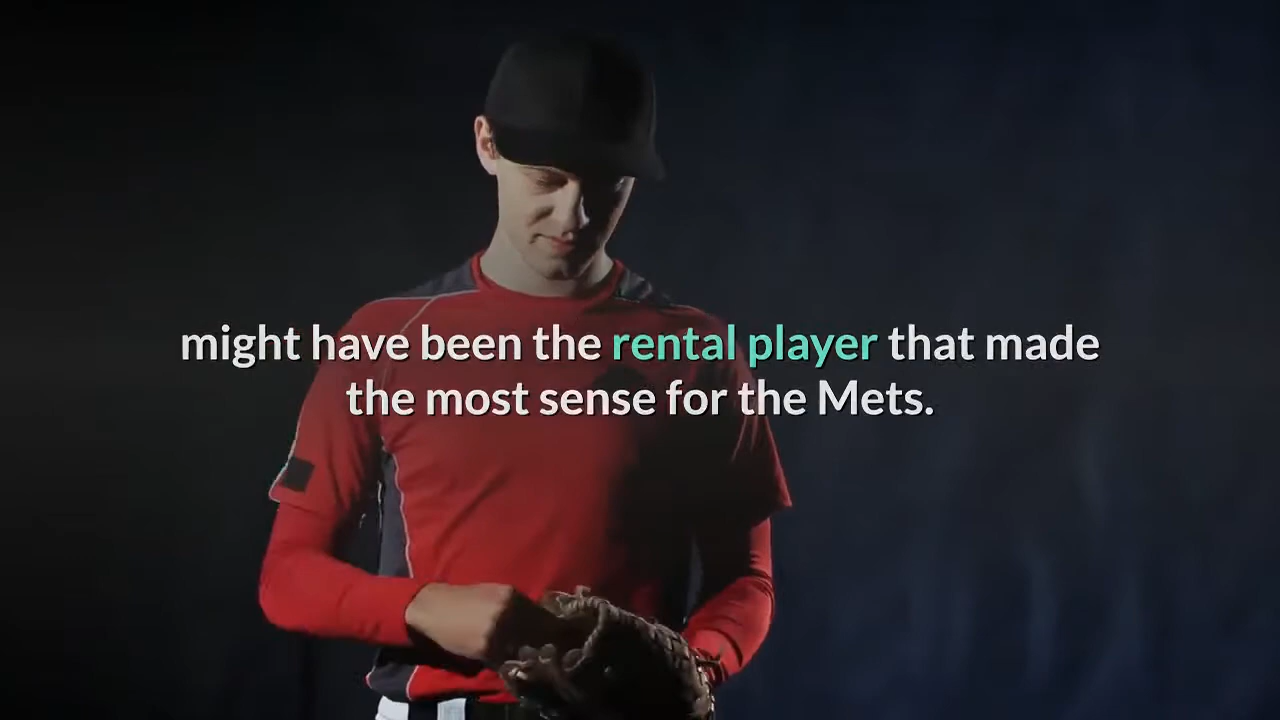 might have been the rental player that made
the most sense for the Mets.